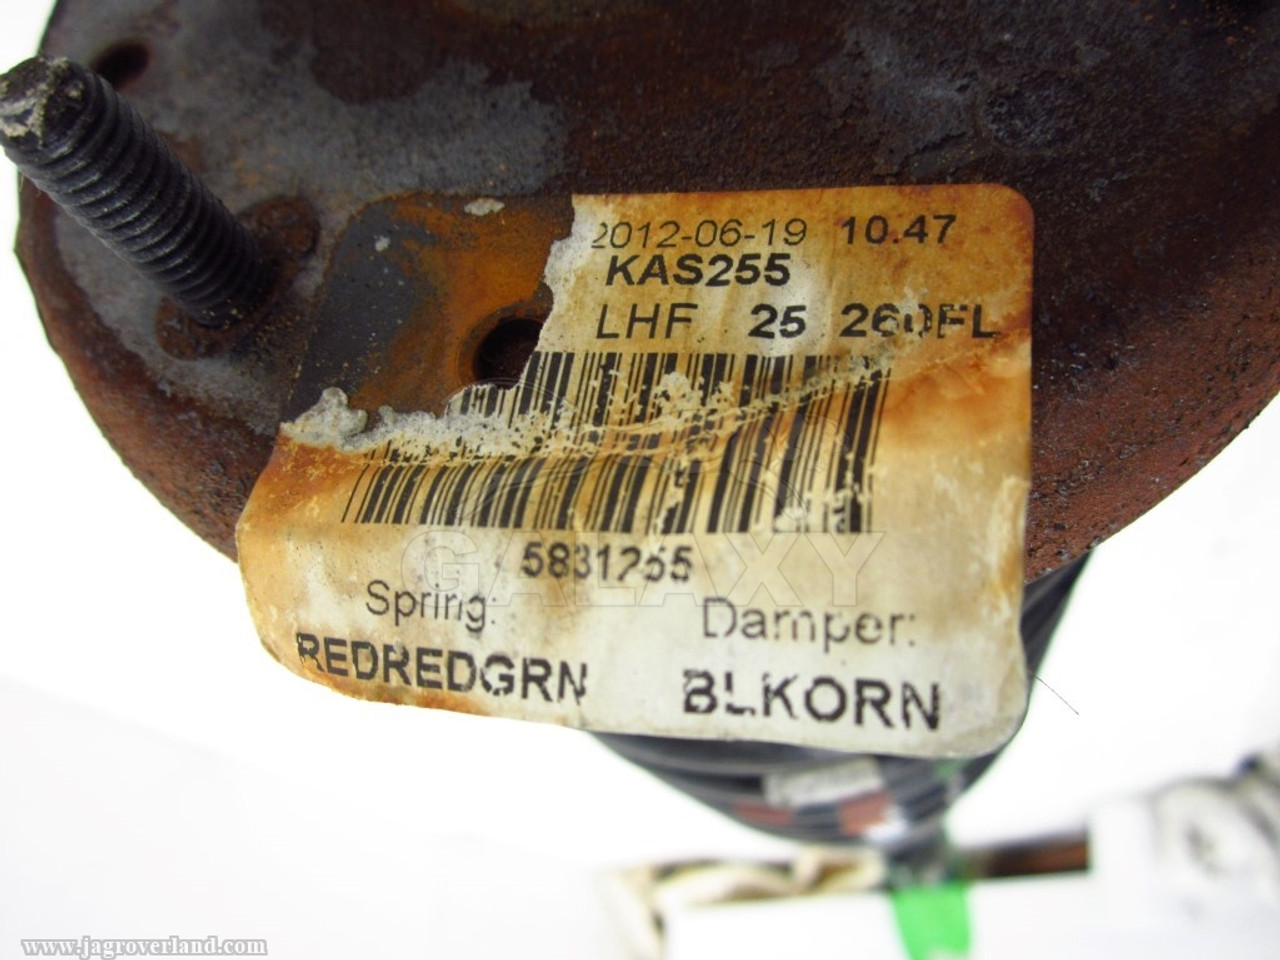 2012-06-19 10.47
KAS255
LHF 25 260FL
5831255
Spring: Damper:
REDREDGRN BLKORN
GALAXY
www.jagroverland.com